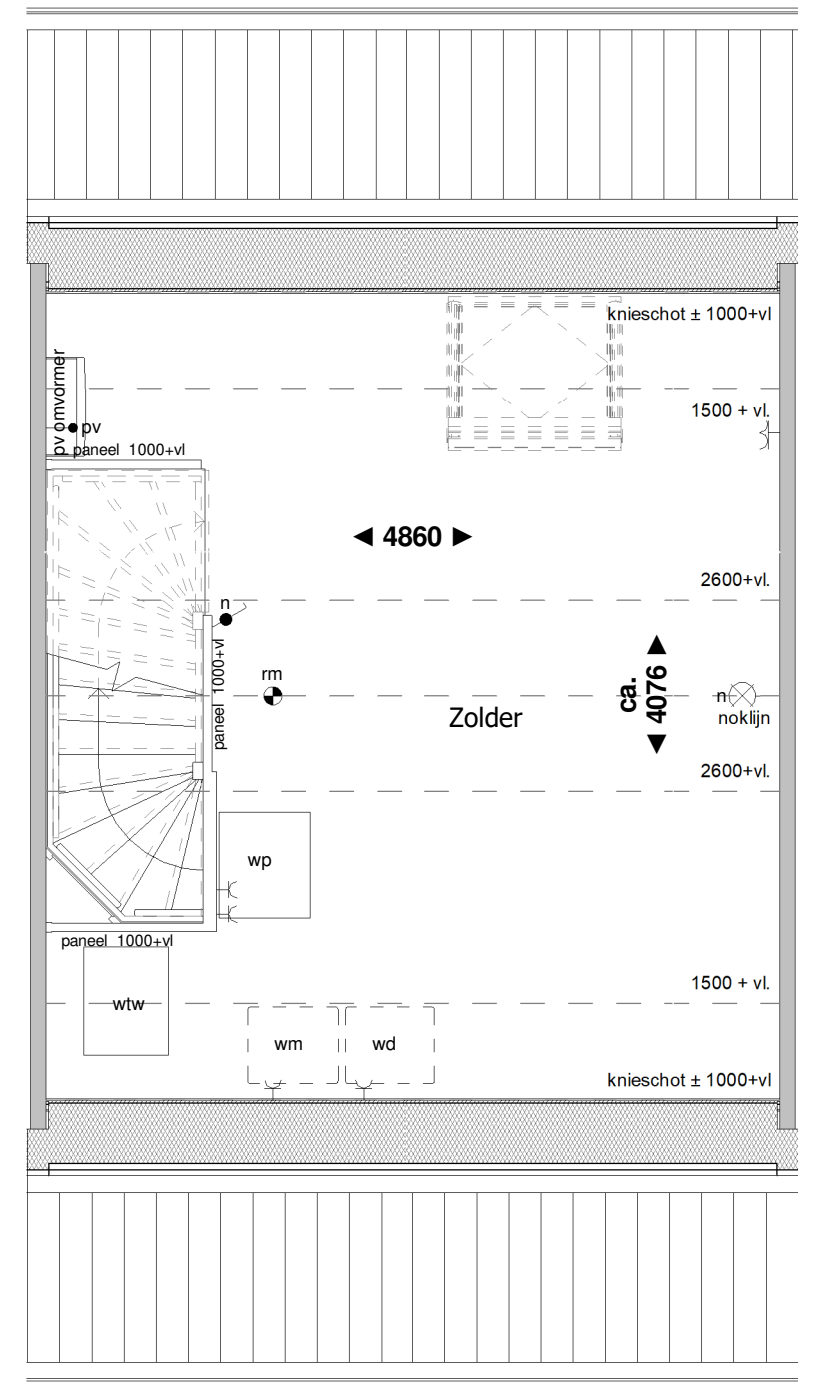 knieschot ± 1000+vl
pv omvormer
1500 + vl.
pv
paneel 1000+vl
4860
2600+vl.
n
paneel 1000+vl
rm
ca.
4076
n
Zolder
noklijn
2600+vl.
wp
paneel 1000+vl
1500 + vl.
wtw
wm
wd
knieschot ± 1000+vl